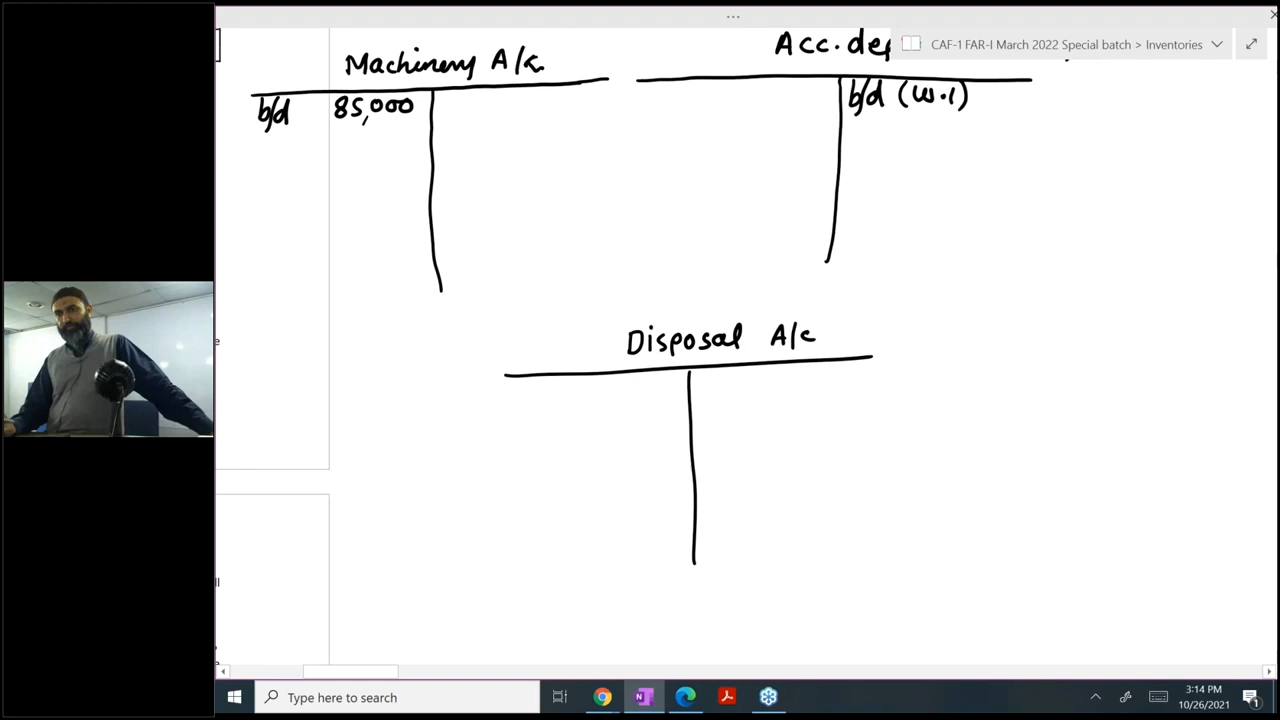 CAF-1 FAR-I March 2022 Special batch > Inventories
Machinery A/c
Acc. dep
b/d 85,000
b/d (W.1)
Disposal A/c
Type here to search
3:14 PM
10/26/2021
1